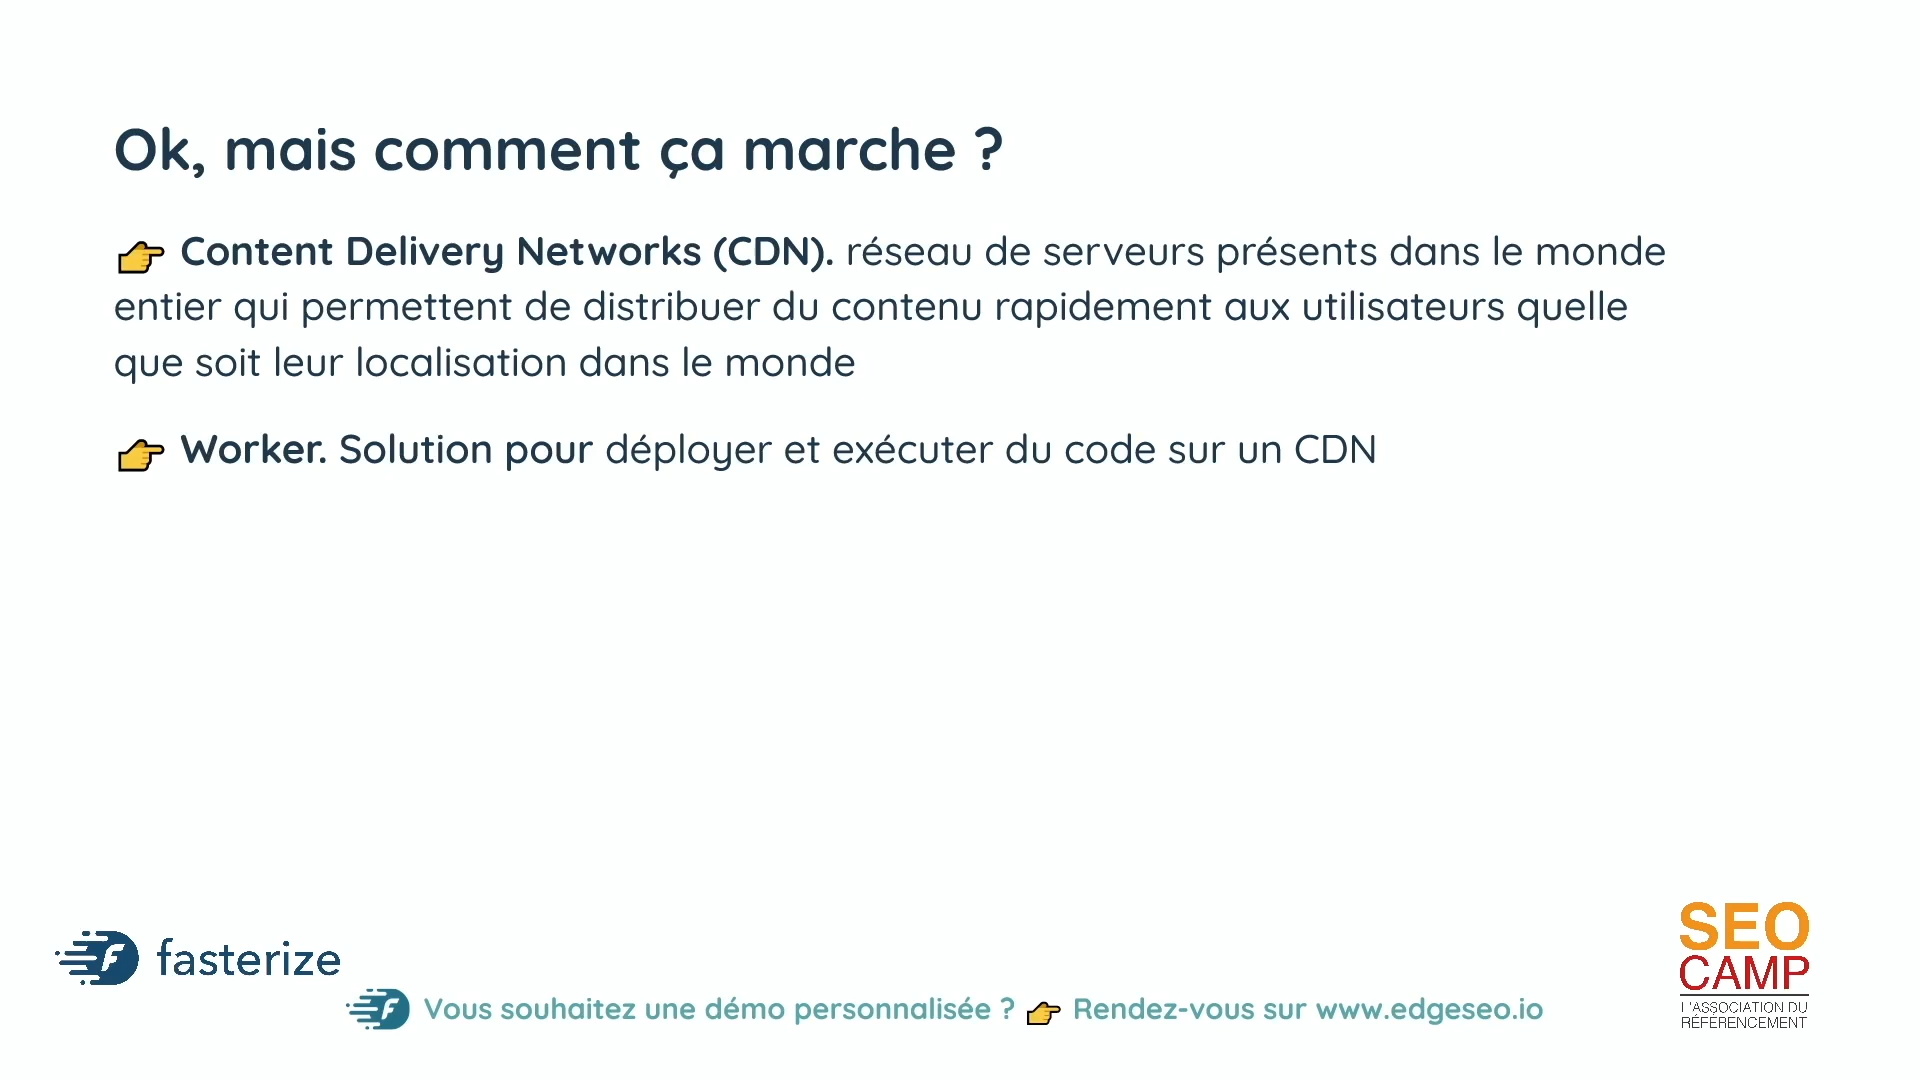 Ok, mais comment ça marche ?
👉 Content Delivery Networks (CDN). réseau de serveurs présents dans le monde
entier qui permettent de distribuer du contenu rapidement aux utilisateurs quelle
que soit leur localisation dans le monde
👉 Worker. Solution pour déployer et exécuter du code sur un CDN
fasterize
Vous souhaitez une démo personnalisée ? 👉 Rendez-vous sur www.edgeseo.io
SEO
CAMP
L'ASSOCIATION DU
RÉFÉRENCEMENT